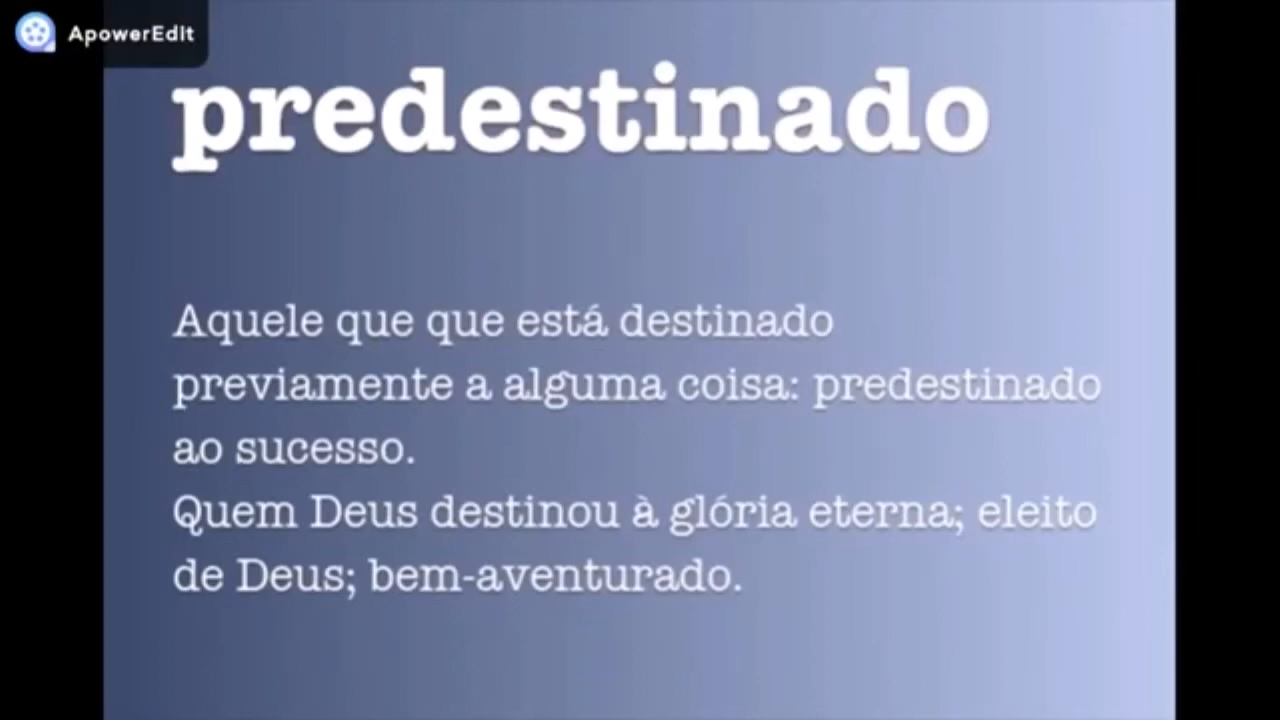 ApowerEdit
predestinado
Aquele que que está destinado
previamente a alguma coisa: predestinado
ao sucesso.
Quem Deus destinou à glória eterna; eleito
de Deus; bem-aventurado.